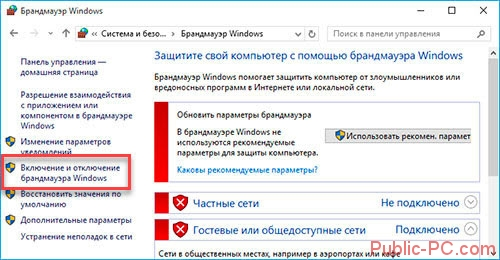 Брандмауэр Windows
Система и безо...
Брандмауэр Windows
Поиск в панели управления
Панель управления —
домашняя страница
Разрешение взаимодействия
с приложением или
компонентом в брандмауэре
Windows
Изменение параметров
уведомлений
Включение и отключение
брандмауэра Windows
Восстановить значения по
умолчанию
Дополнительные параметры
Устранение неполадок в сети
Защитите свой компьютер с помощью брандмауэра Windows
Брандмауэр Windows помогает защитить компьютер от злоумышленников или
вредоносных программ в Интернете или локальной сети.
Обновить параметры брандмауэра
В брандмауэре Windows не
используются рекомендуемые
параметры для защиты компьютера.
Использовать рекомен. парамет
Каковы рекомендуемые параметры?
Частные сети
Не подключено
Гостевые или общедоступные сети
Подключено
Сети в общественных местах, например в аэропортах или кафе
Public-PC.com